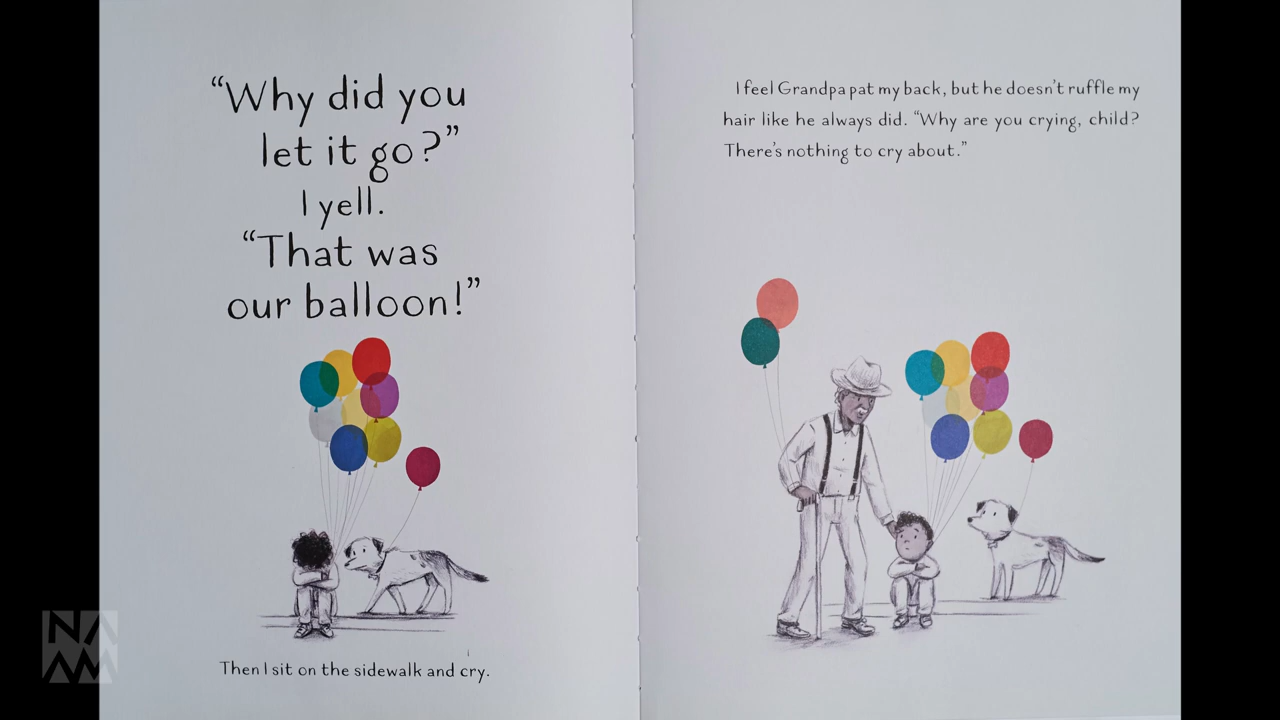 “Why did you
let it go?”
I yell.
“That was
our balloon!”
Then I sit on the sidewalk and cry.
I feel Grandpa pat my back, but he doesn’t ruffle my
hair like he always did. “Why are you crying, child?
There’s nothing to cry about.”
NA
AM